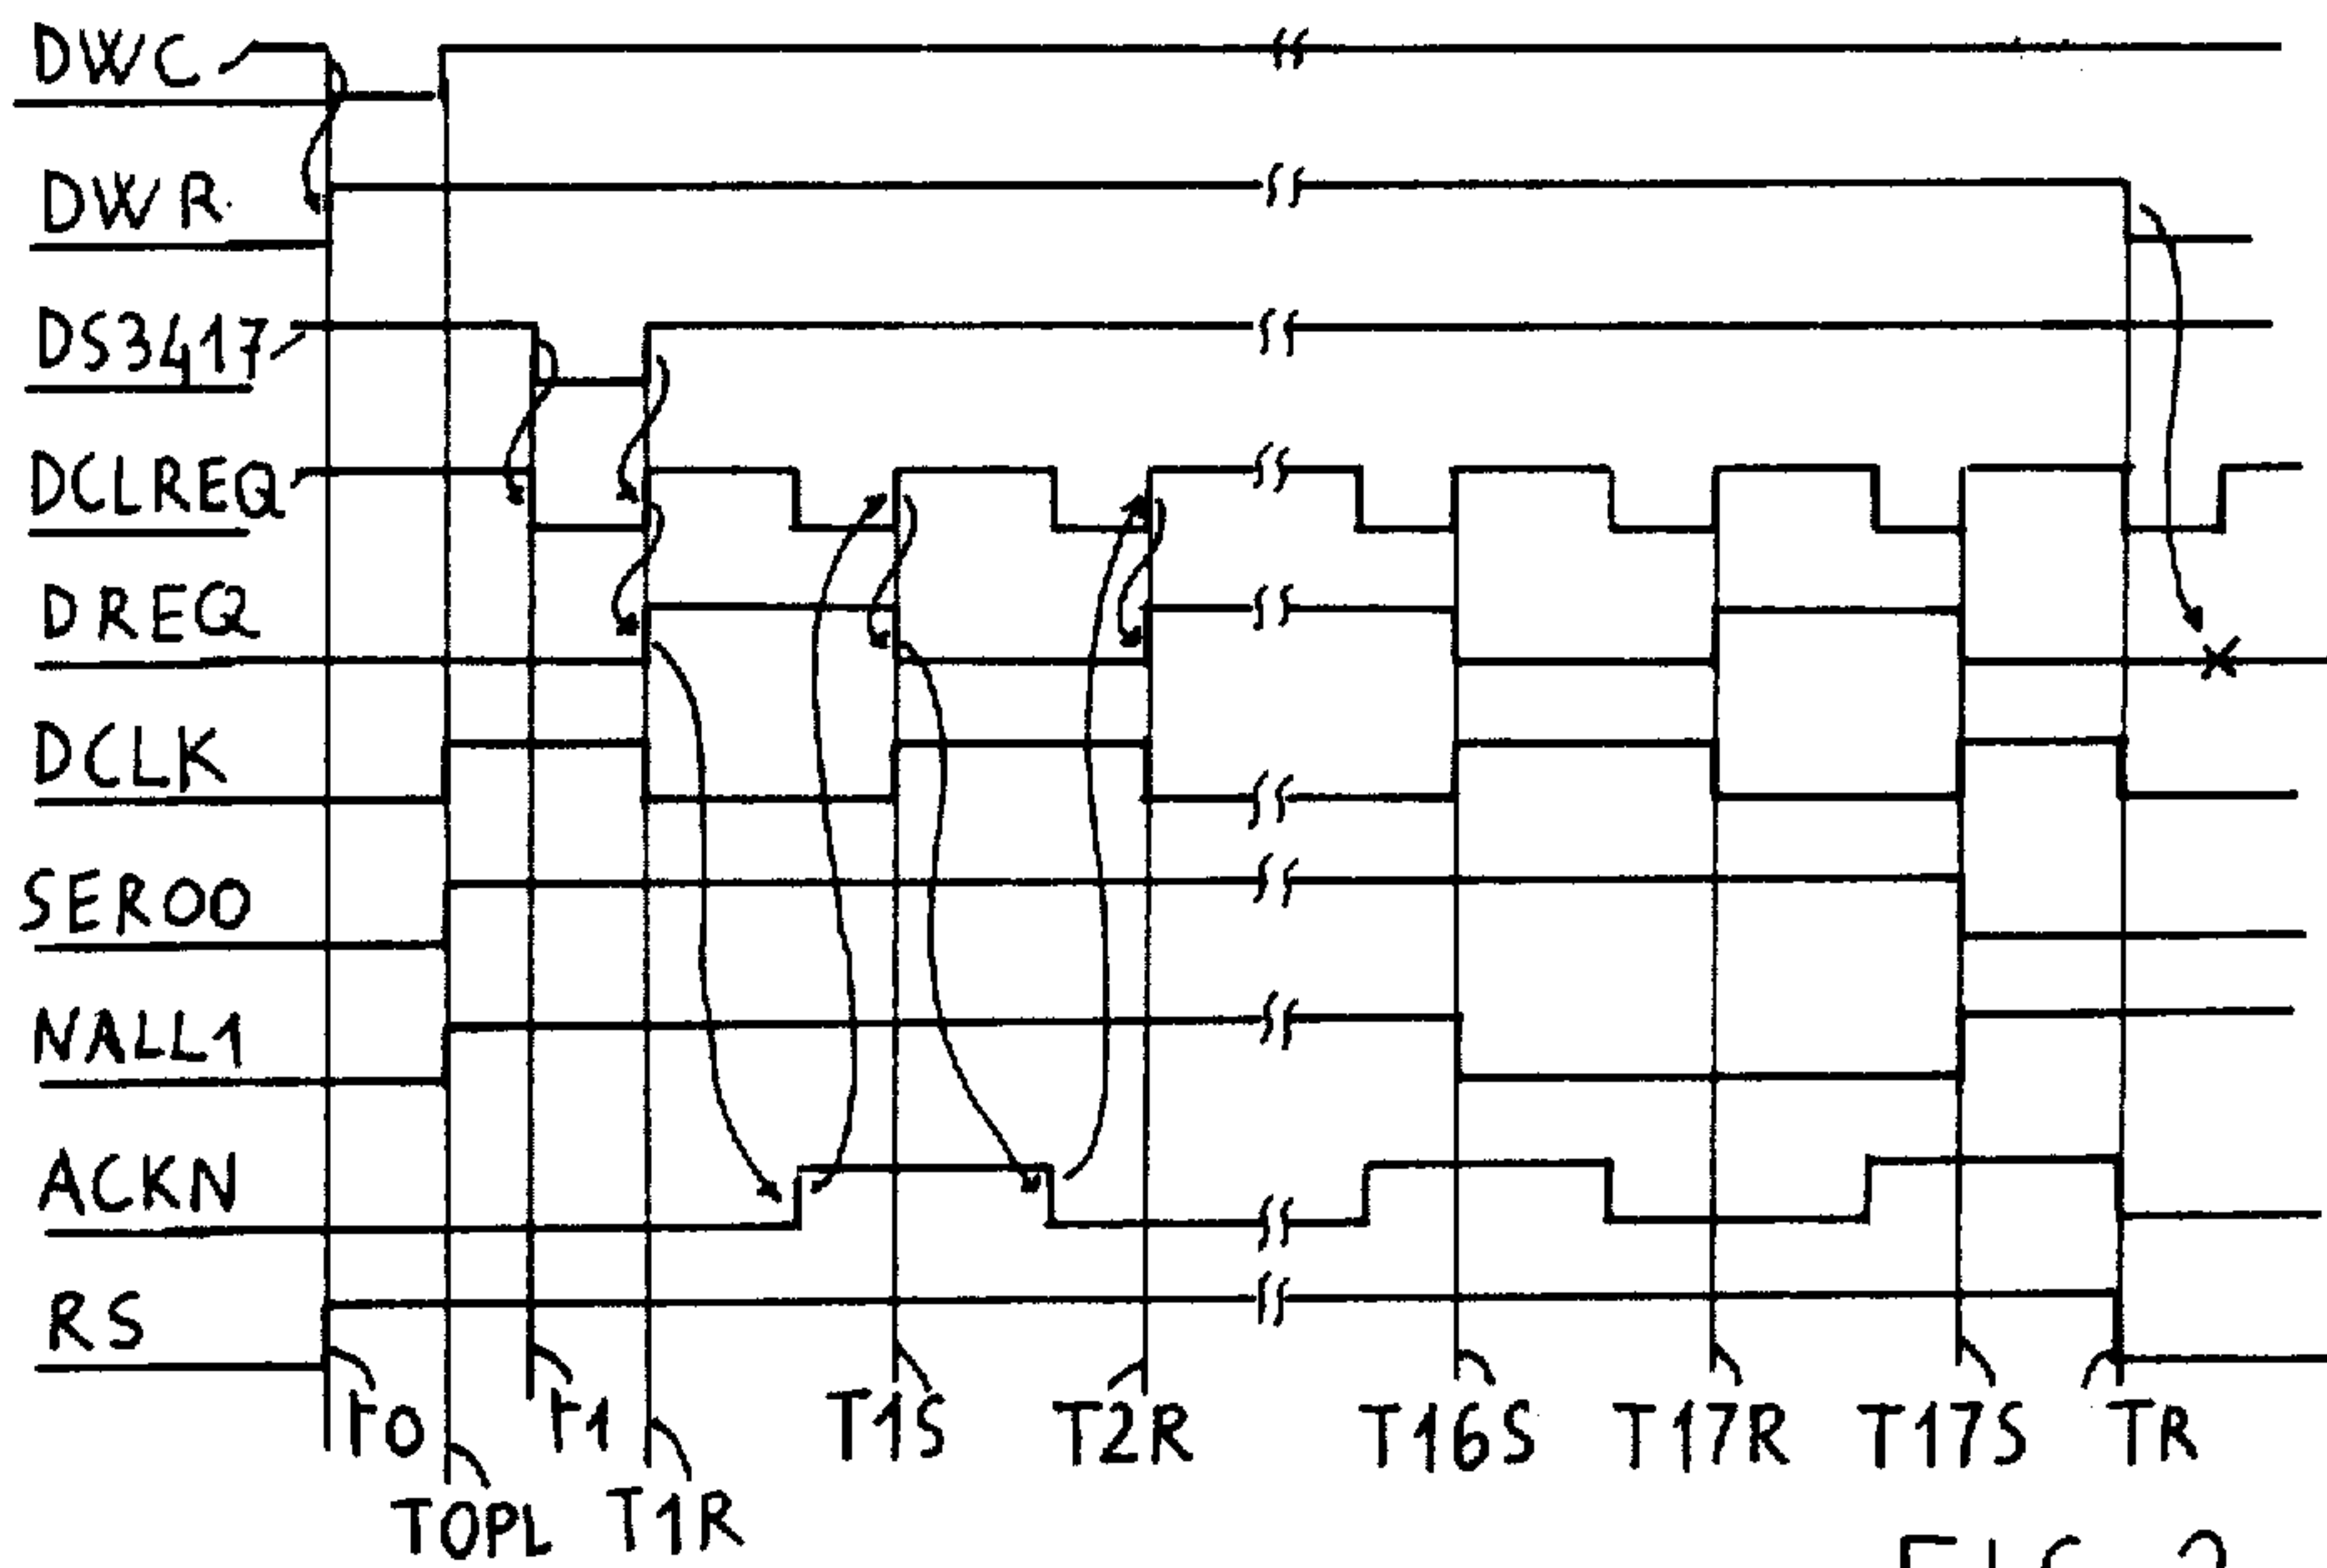 DWC
DWR
DS3417
DCLREQ
DREQ
DCLK
SER00
NALL1
ACKN
RS
t0 t1 T1S T2R T16S T17R T17S TR
T0PL T1R